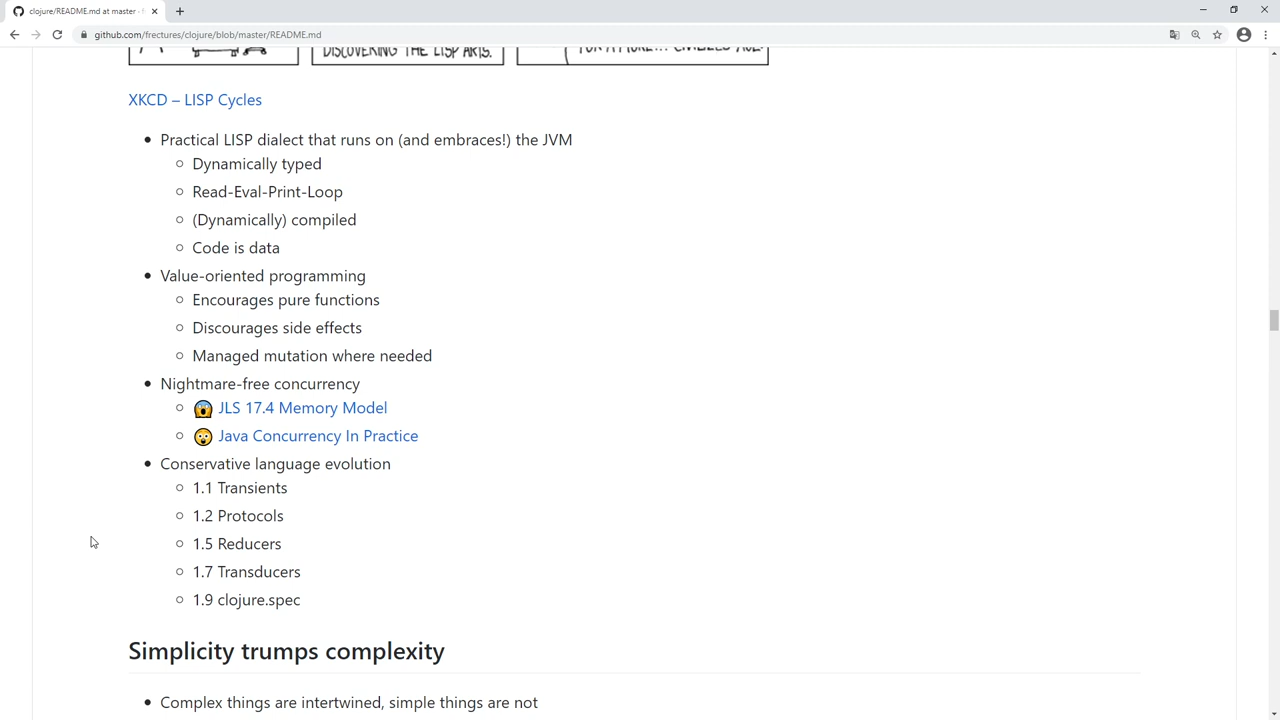 clojure/README.md at master · f
github.com/frectures/clojure/blob/master/README.md
DISCOVERING THE LISP ARTS.
FOR A MORE... CIVILIZED AGE.
XKCD – LISP Cycles
• Practical LISP dialect that runs on (and embraces!) the JVM
○ Dynamically typed
○ Read-Eval-Print-Loop
○ (Dynamically) compiled
○ Code is data
• Value-oriented programming
○ Encourages pure functions
○ Discourages side effects
○ Managed mutation where needed
• Nightmare-free concurrency
○ 😱 JLS 17.4 Memory Model
○ 😲 Java Concurrency In Practice
• Conservative language evolution
○ 1.1 Transients
○ 1.2 Protocols
○ 1.5 Reducers
○ 1.7 Transducers
○ 1.9 clojure.spec
Simplicity trumps complexity
• Complex things are intertwined, simple things are not